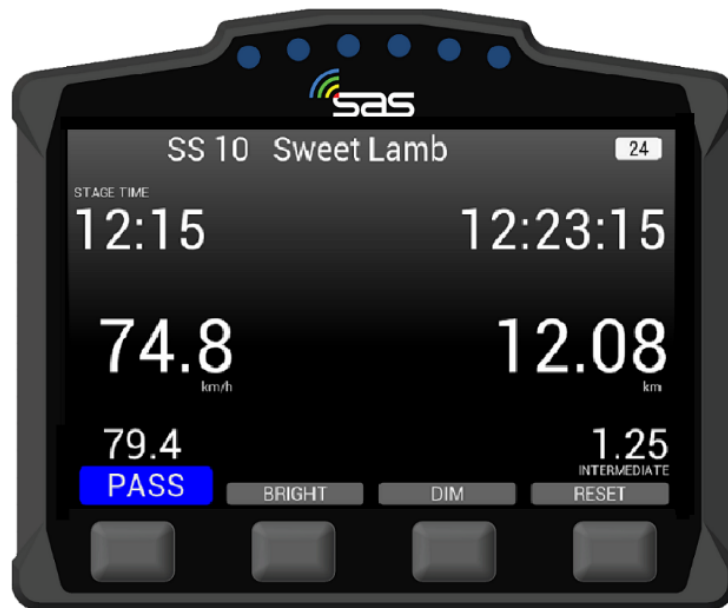 sas
SS 10 Sweet Lamb 24
STAGE TIME
12:15 12:23:15
74.8 12.08
km/h km
79.4 1.25
INTERMEDIATE
PASS BRIGHT DIM RESET